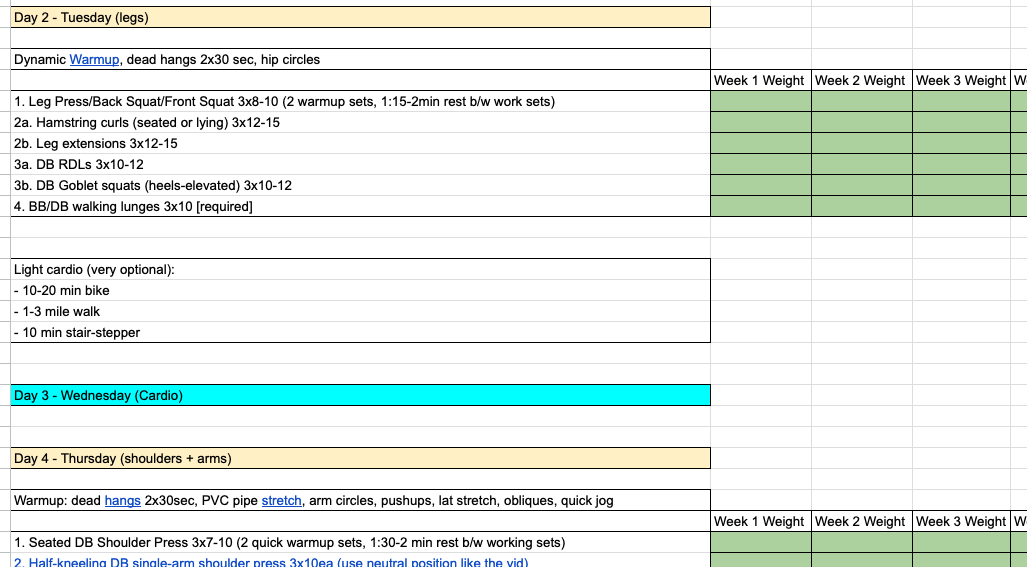 Day 2 - Tuesday (legs)
Dynamic Warmup, dead hangs 2x30 sec, hip circles
Week 1 Weight Week 2 Weight Week 3 Weight W
1. Leg Press/Back Squat/Front Squat 3x8-10 (2 warmup sets, 1:15-2min rest b/w work sets)
2a. Hamstring curls (seated or lying) 3x12-15
2b. Leg extensions 3x12-15
3a. DB RDLs 3x10-12
3b. DB Goblet squats (heels-elevated) 3x10-12
4. BB/DB walking lunges 3x10 [required]
Light cardio (very optional):
- 10-20 min bike
- 1-3 mile walk
- 10 min stair-stepper
Day 3 - Wednesday (Cardio)
Day 4 - Thursday (shoulders + arms)
Warmup: dead hangs 2x30sec, PVC pipe stretch, arm circles, pushups, lat stretch, obliques, quick jog
Week 1 Weight Week 2 Weight Week 3 Weight W
1. Seated DB Shoulder Press 3x7-10 (2 quick warmup sets, 1:30-2 min rest b/w working sets)
2. Half-kneeling DB single-arm shoulder press 3x10ea (use neutral position like the vid)